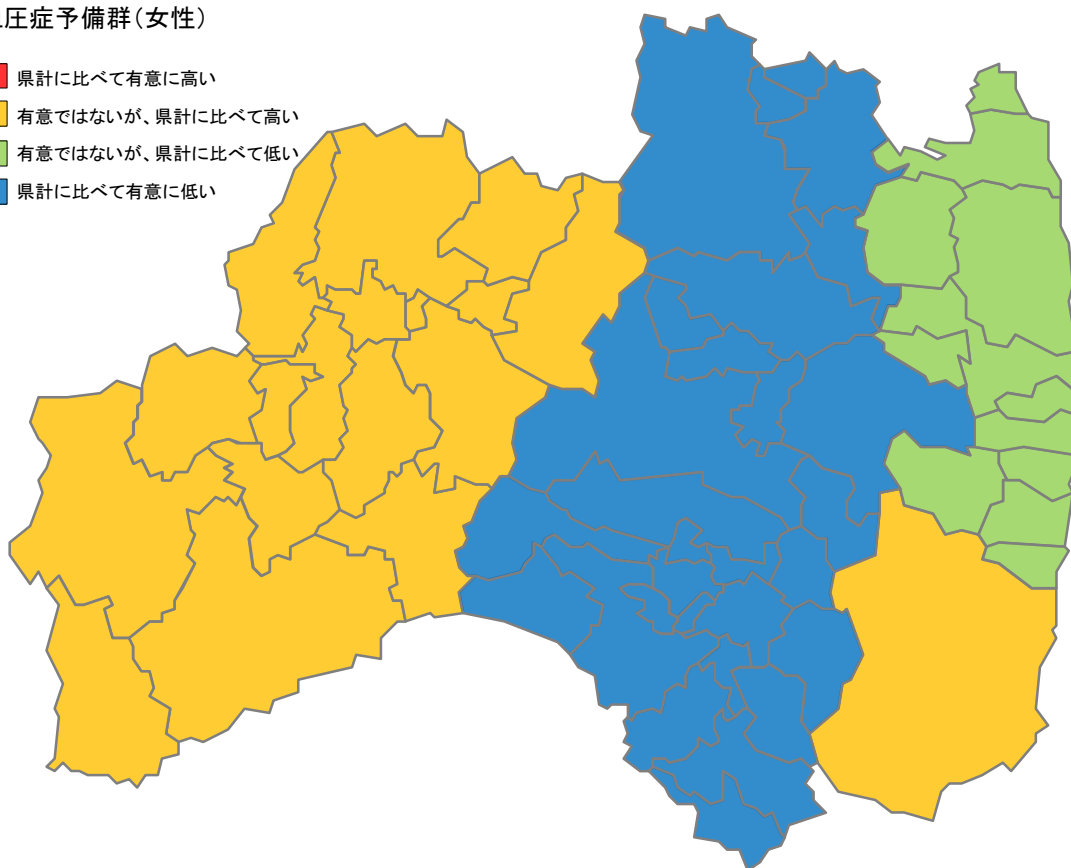 圧症予備群(女性)
県計に比べて有意に高い
有意ではないが、県計に比べて高い
有意ではないが、県計に比べて低い
県計に比べて有意に低い